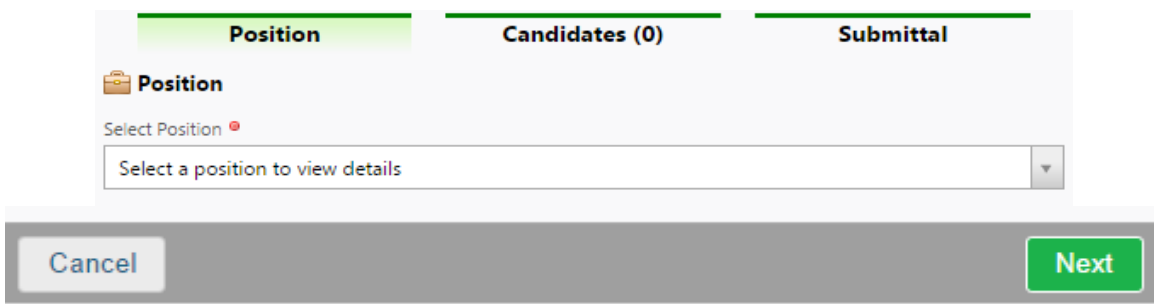 Position Candidates (0) Submittal
Position
Select Position
Select a position to view details
Cancel Next